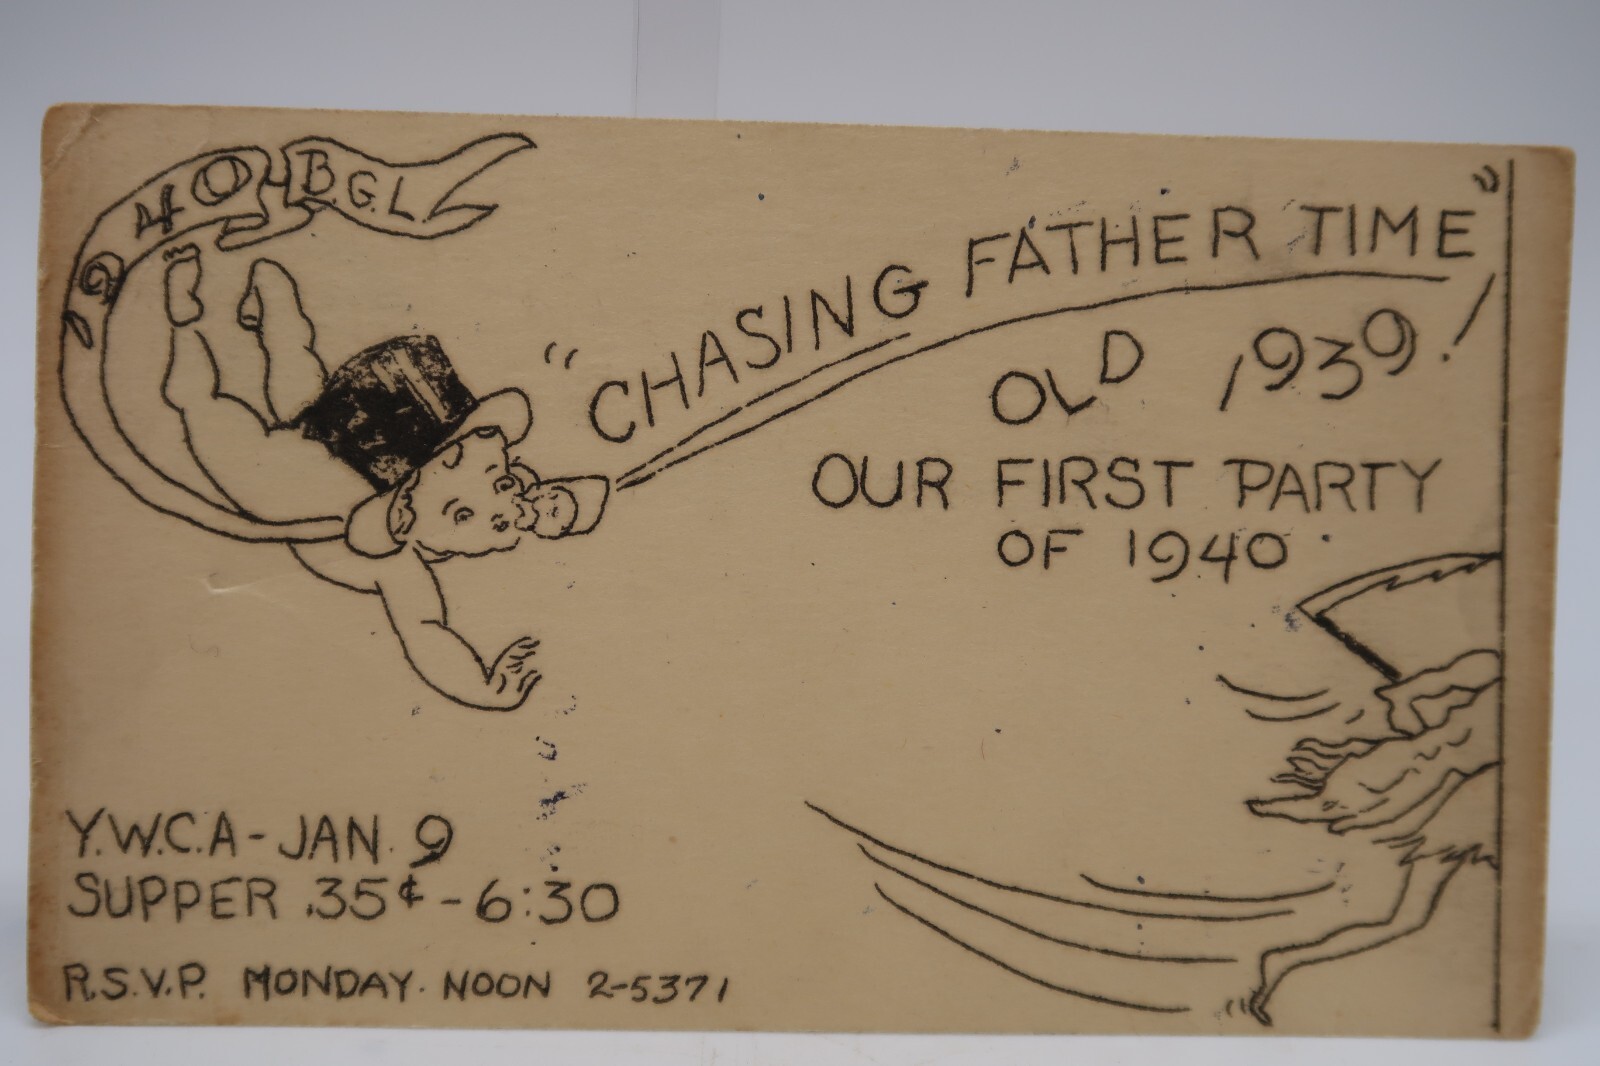 1940 B.G.L.
"CHASING FATHER TIME"
OLD 1939!
OUR FIRST PARTY
OF 1940.
Y.W.C.A - JAN. 9
SUPPER .35¢ - 6:30
R.S.V.P. MONDAY. NOON 2-5371